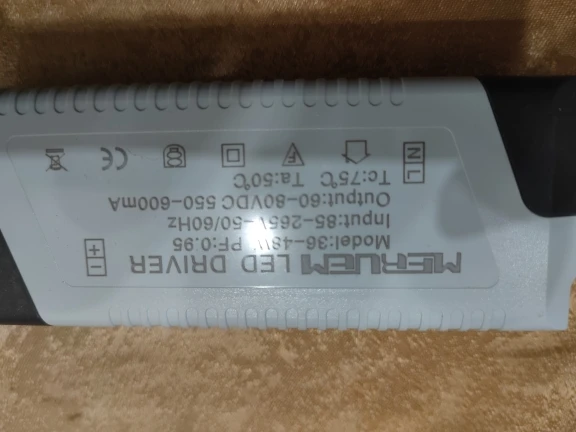 MERUEM LED DRIVER
Model:36-48W PF:0.95
Input:85-265V-50/60Hz
Output:60-80VDC 550-600mA
Tc:75°C Ta:50°C
N L
F
CE
+ -